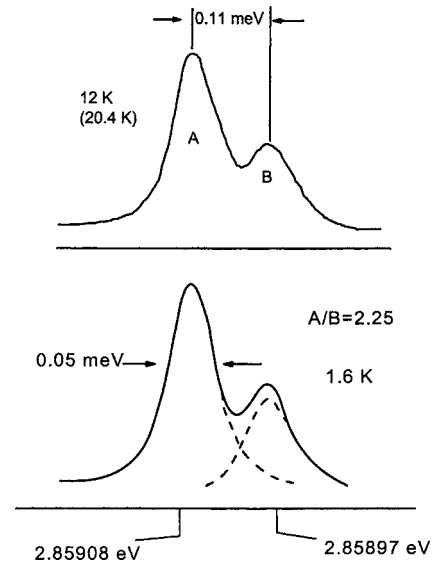 0.11 meV
12 K
(20.4 K)
A
B
A/B=2.25
0.05 meV
1.6 K
2.85908 eV
2.85897 eV